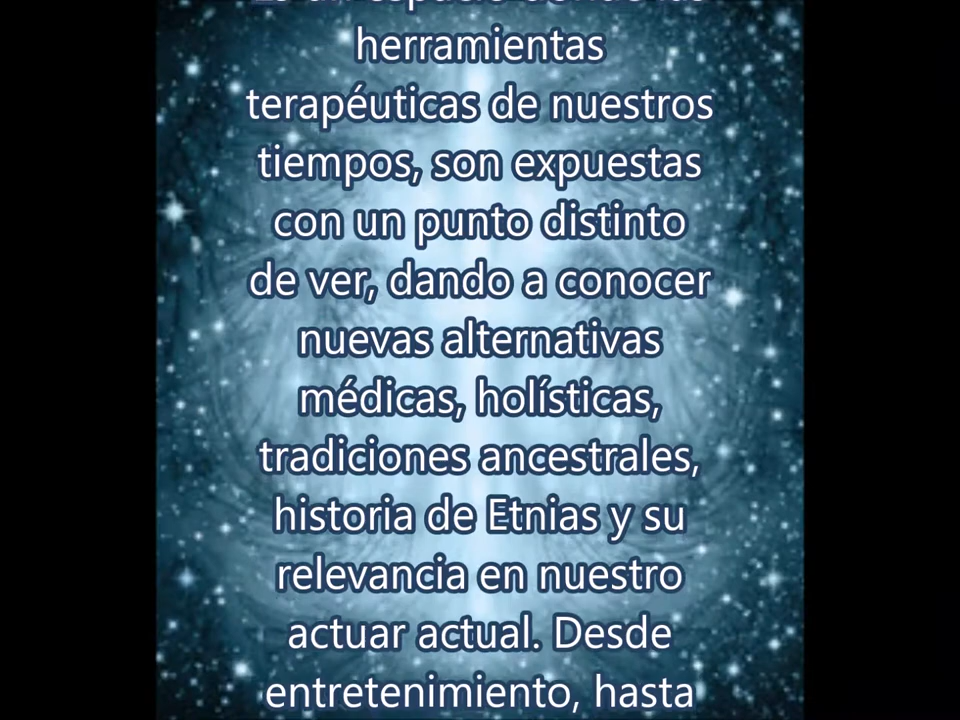 herramientas
terapéuticas de nuestros
tiempos, son expuestas
con un punto distinto
de ver, dando a conocer
nuevas alternativas
médicas, holísticas,
tradiciones ancestrales,
historia de Etnias y su
relevancia en nuestro
actuar actual. Desde
entretenimiento, hasta